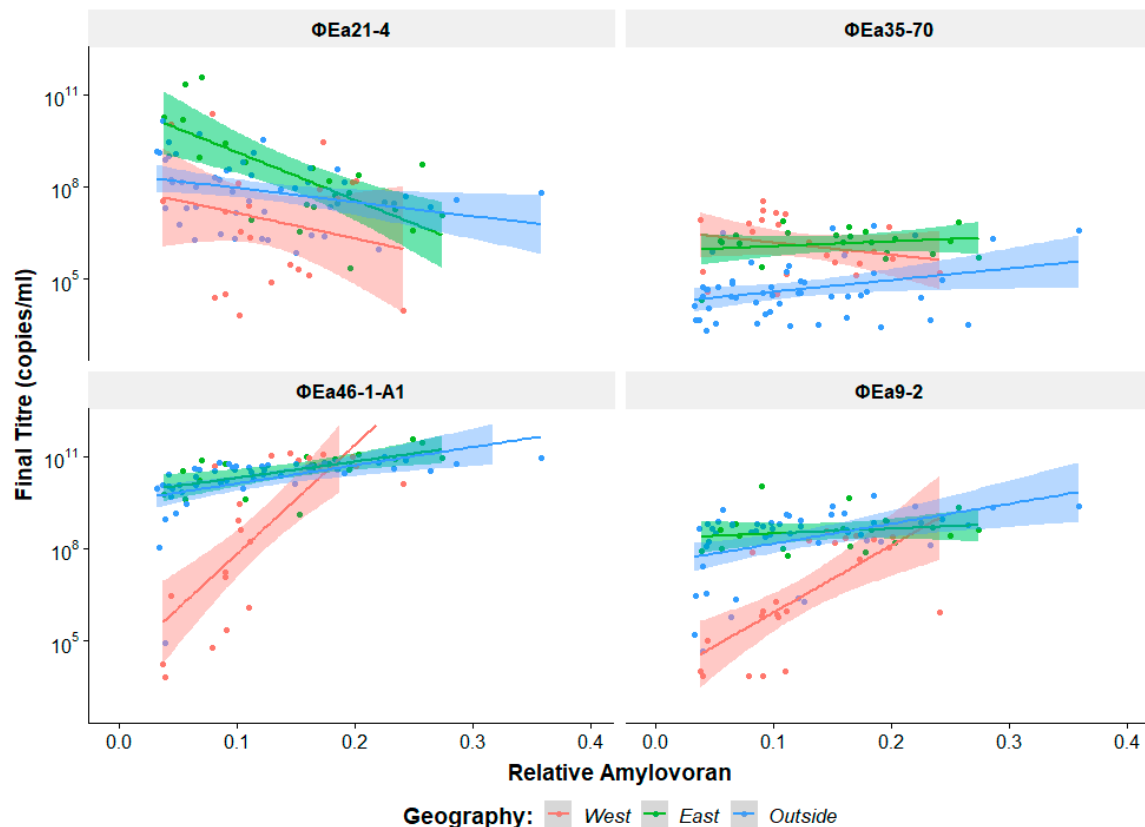 ΦEa21-4
ΦEa35-70
10¹¹
10⁸
10⁵
ΦEa46-1-A1
ΦEa9-2
10¹¹
10⁸
10⁵
Final Titre (copies/ml)
0.0 0.1 0.2 0.3 0.4
0.0 0.1 0.2 0.3 0.4
Relative Amylovoran
Geography: West East Outside